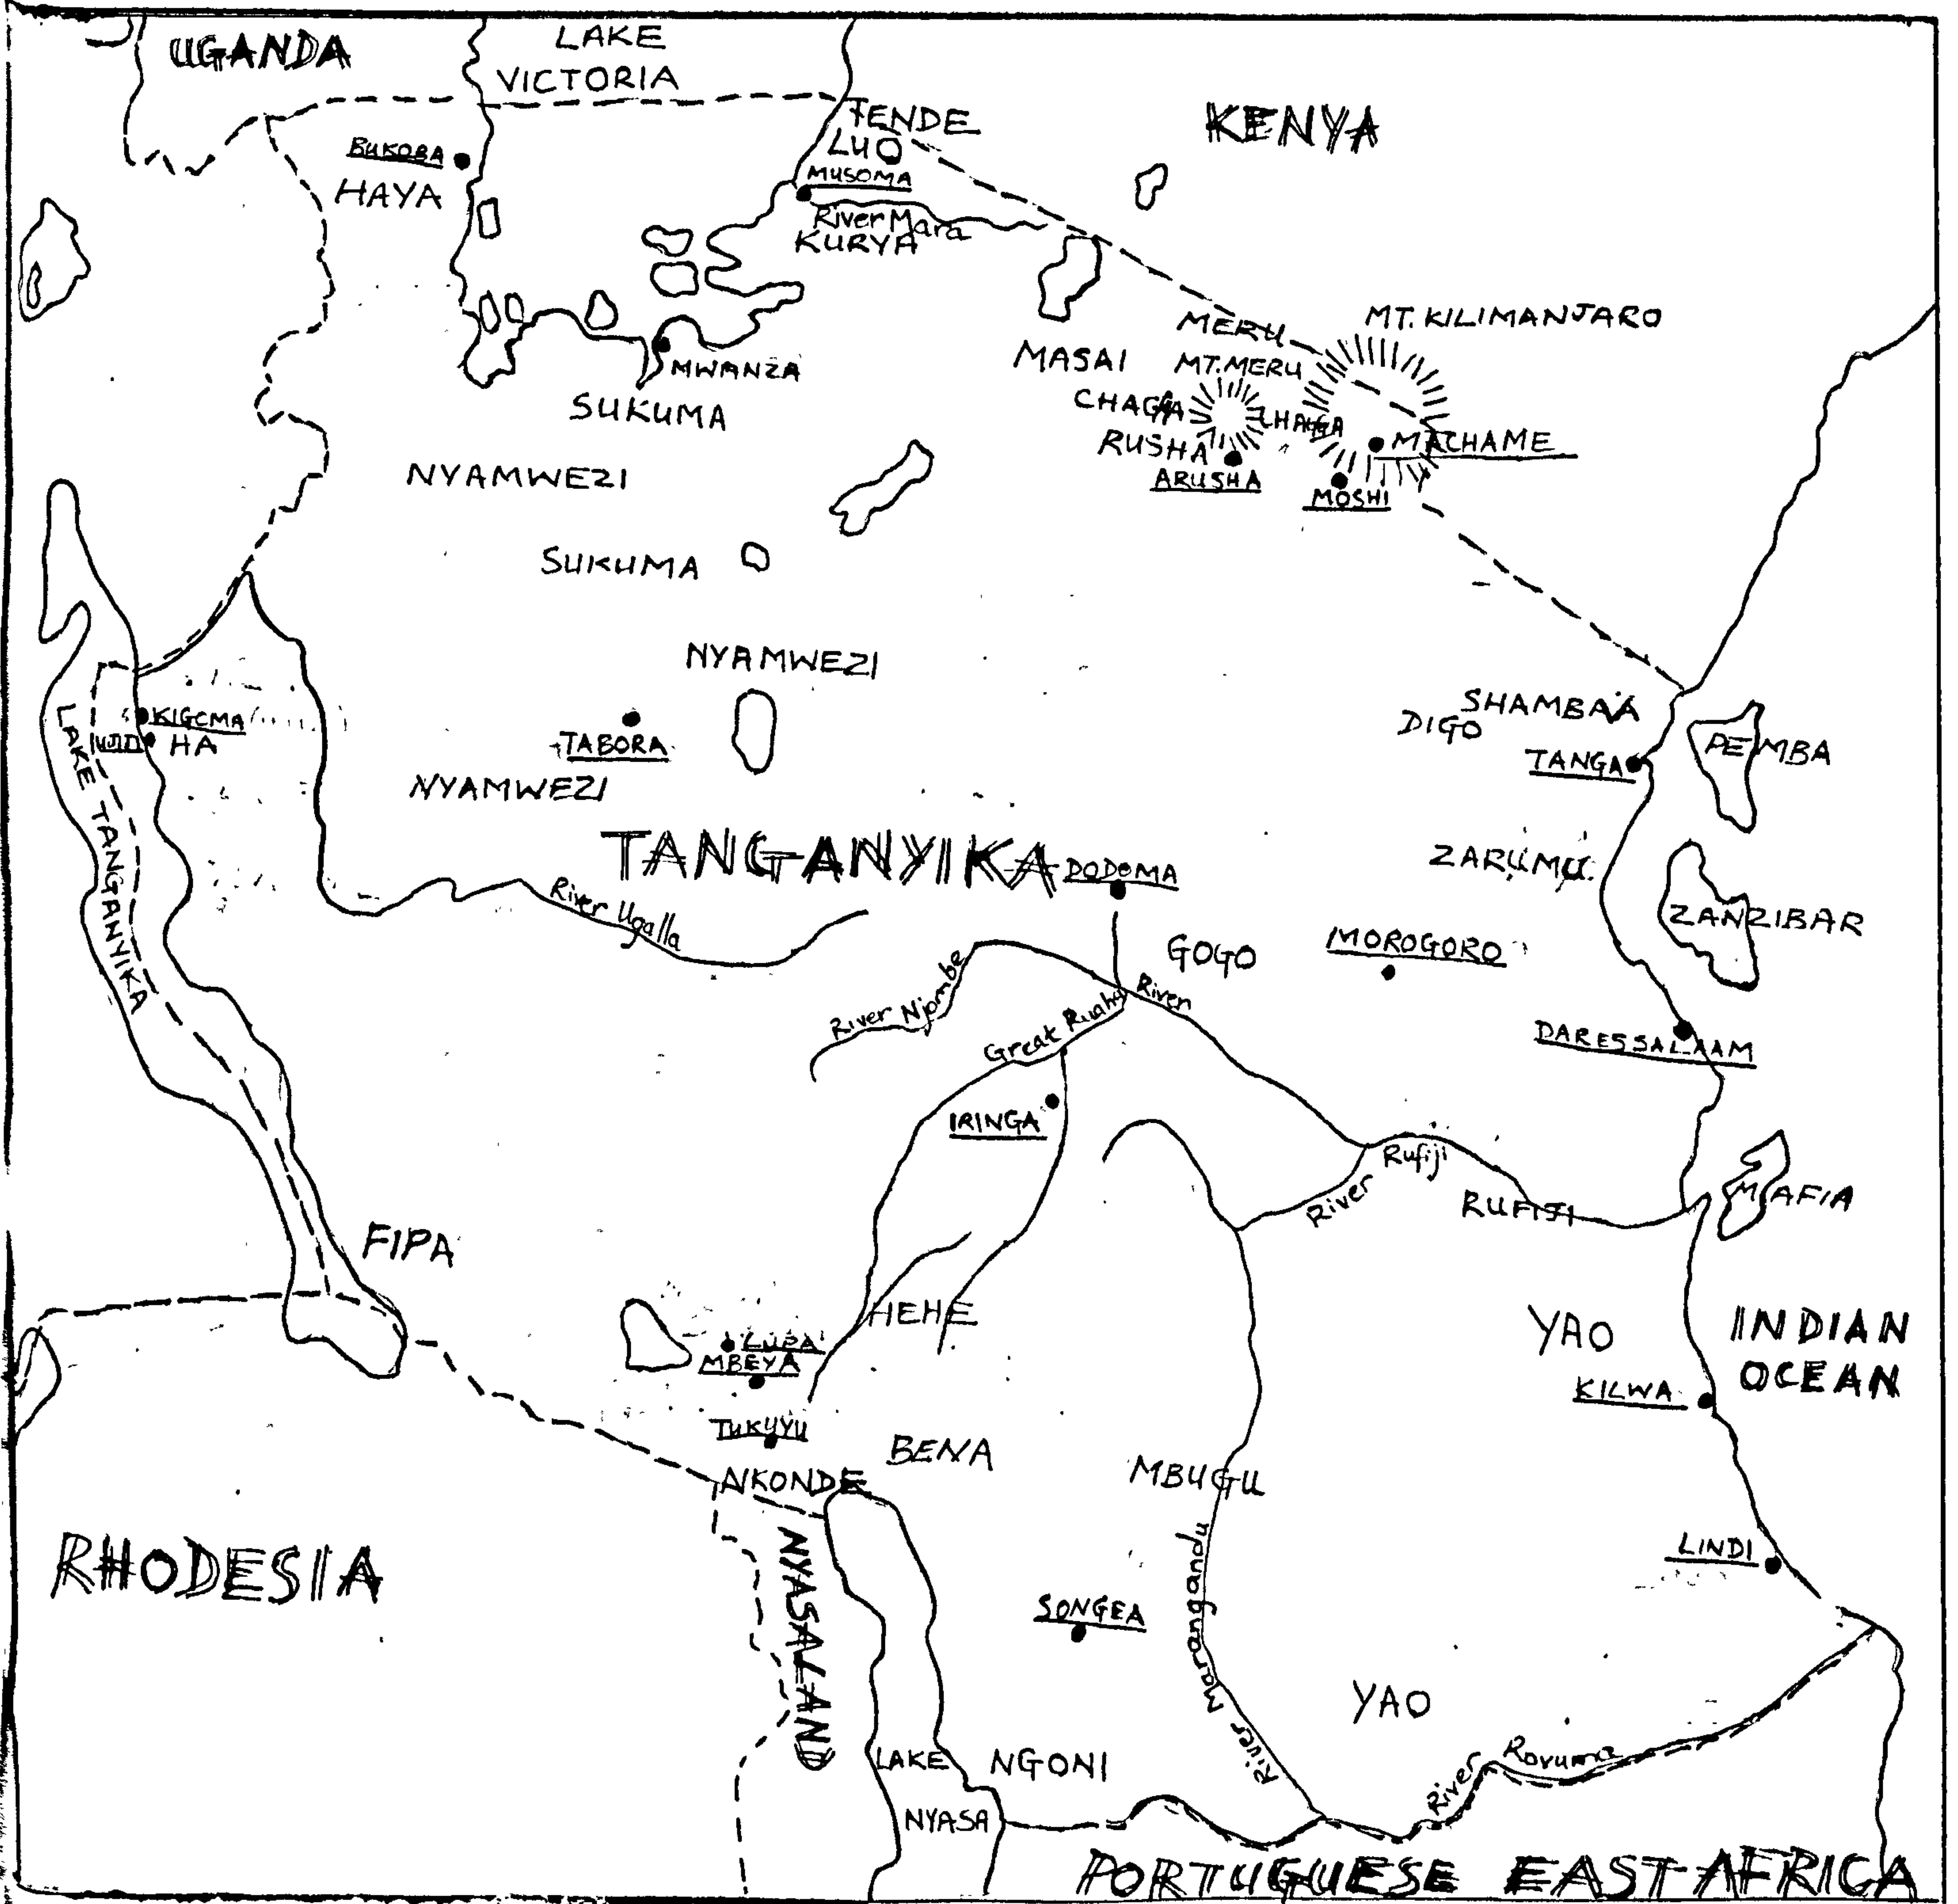 UGANDA
LAKE
VICTORIA
KENYA
TENDE
LUO
BUKOBA
HAYA
MUSOMA
River Mara
KURYA
MT. KILIMANJARO
MERU
MASAI
MT. MERU
MWANZA
CHAGGA
CHAGGA
SUKUMA
RUSHA
MACHAME
ARUSHA
MOSHI
NYAMWEZI
SUKUMA
NYAMWEZI
SHAMBAA
DIGO
KIGOMA
UJIJI
HA
TABORA
TANGA
PEMBA
NYAMWEZI
LAKE TANGANYIKA
TANGANYIKA
DODOMA
ZARUMU
River Ugalla
GOGO
MOROGORO
ZANZIBAR
River Njombe
Great Ruaha River
DARESSALAAM
IRINGA
River Rufiji
RUFIJI
MAFIA
FIPA
HEHE
YAO
INDIAN
OCEAN
LUPA
MBEYA
KILWA
TUKUYU
BENA
MBUGU
NKONDE
RHODESIA
NYASALAND
LINDI
SONGEA
River Marangandu
YAO
LAKE
NYASA
NGONI
River Rovuma
PORTUGUESE EAST AFRICA